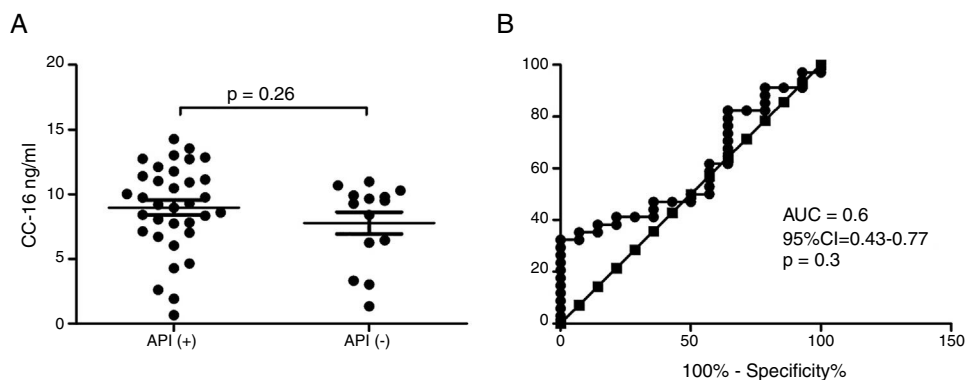 A
20
15
10
5
0
CC-16 ng/ml
p = 0.26
API (+)
API (-)
B
100
80
60
40
20
0
0
50
100
150
AUC = 0.6
95%CI=0.43-0.77
p = 0.3
100% - Specificity%